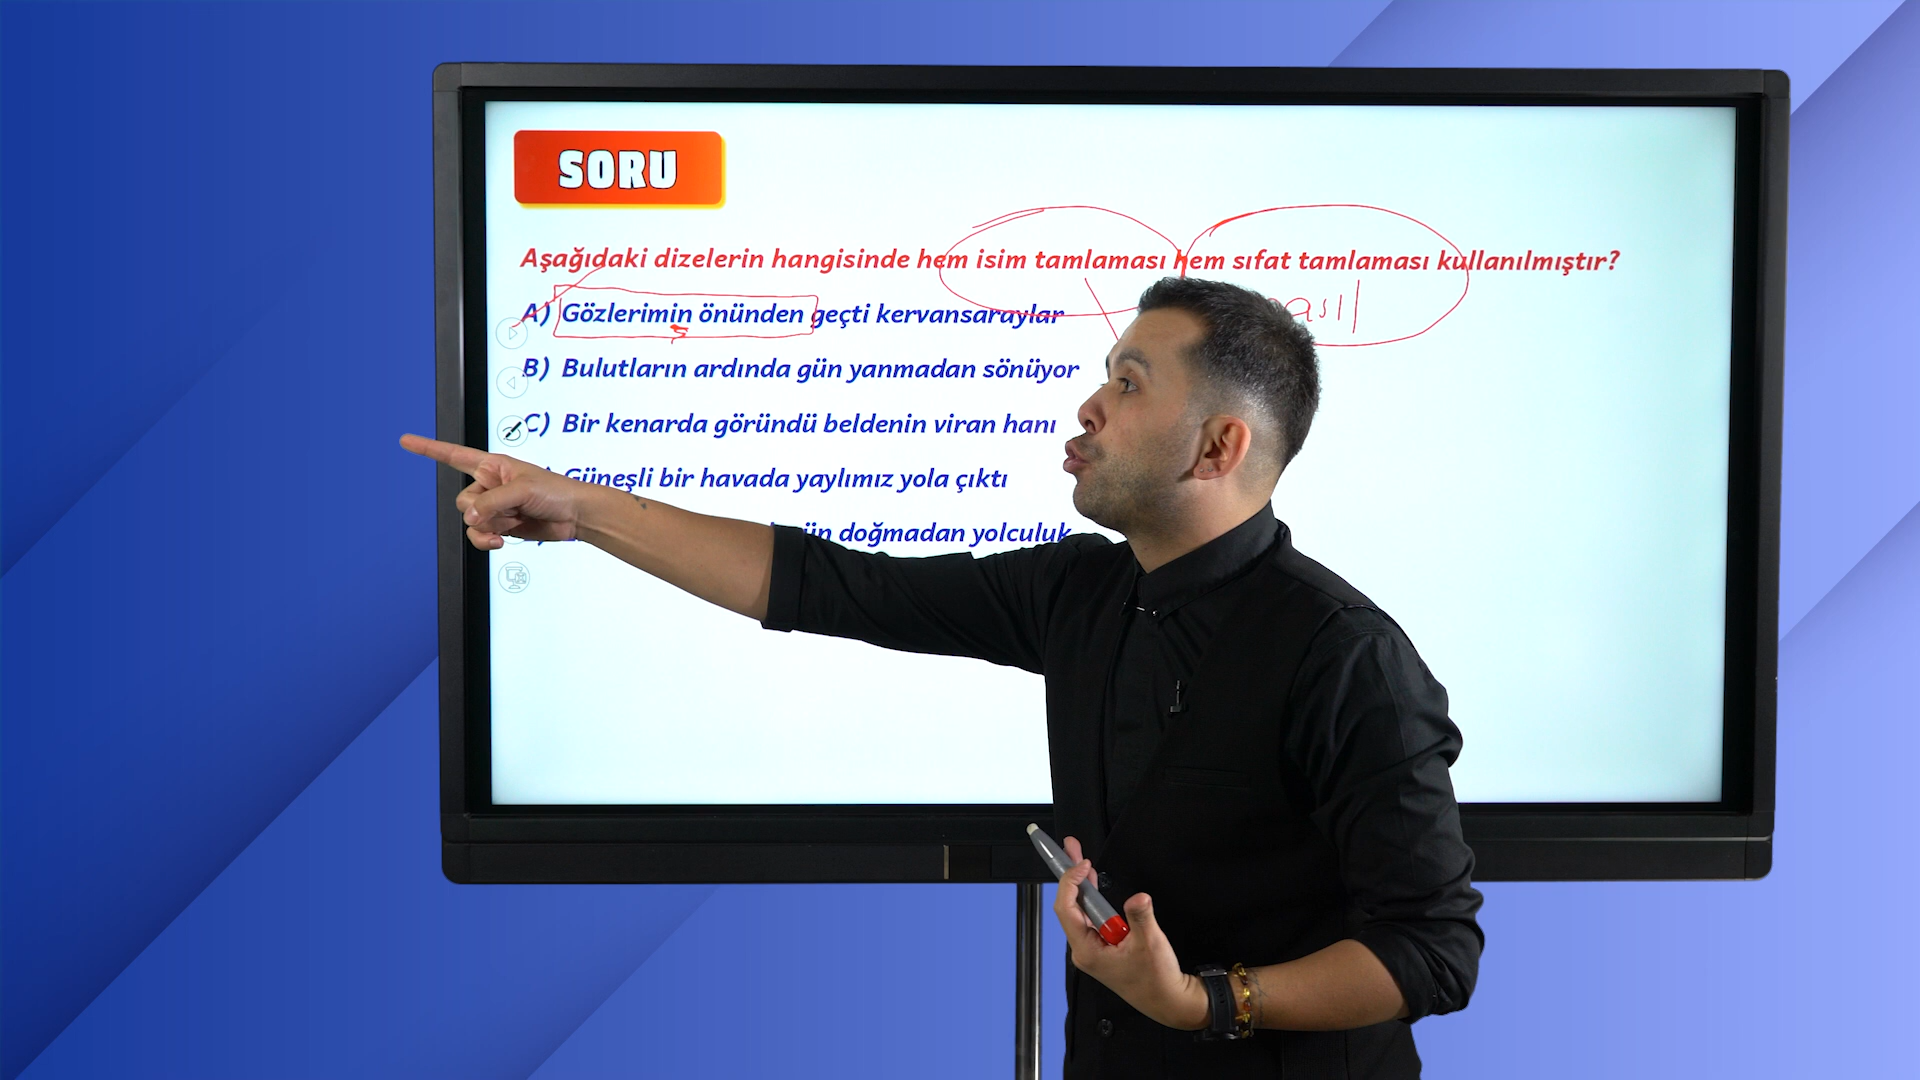 SORU
Aşağıdaki dizelerin hangisinde hem isim tamlaması hem sıfat tamlaması kullanılmıştır?
A) Gözlerimin önünden geçti kervansaraylar
B) Bulutların ardında gün yanmadan sönüyor
C) Bir kenarda göründü beldenin viran hanı
Güneşli bir havada yaylımız yola çıktı
doğmadan yolculuk